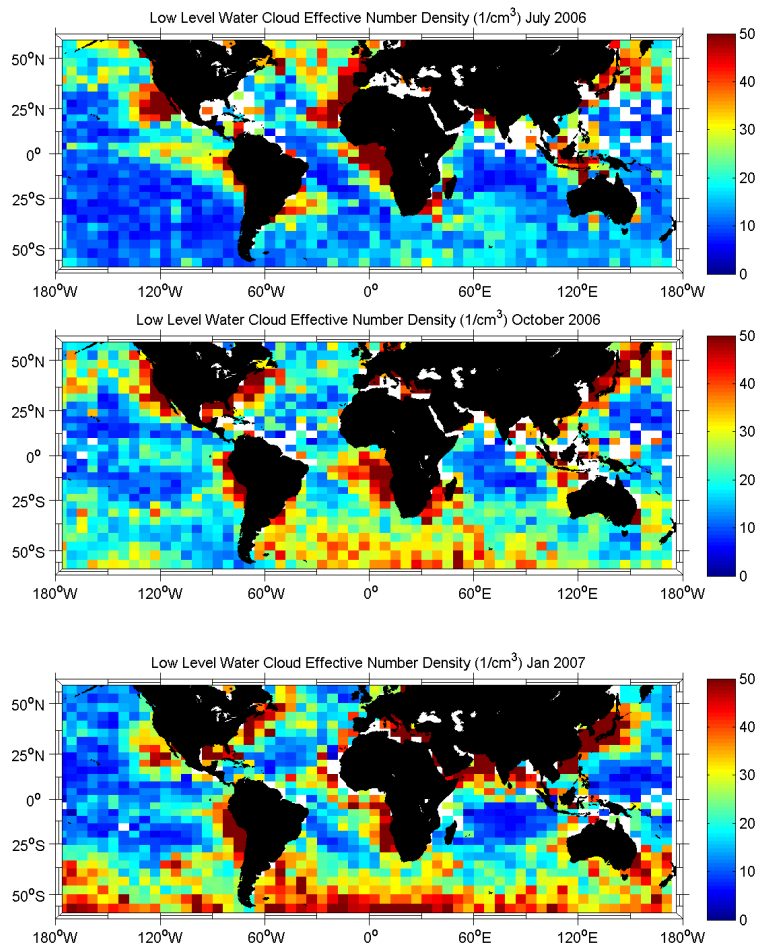 Low Level Water Cloud Effective Number Density (1/cm³) July 2006
50
50°N
40
25°N
30
0°
20
25°S
10
50°S
0
180°W 120°W 60°W 0° 60°E 120°E 180°W
Low Level Water Cloud Effective Number Density (1/cm³) October 2006
50
50°N
40
25°N
30
0°
20
25°S
10
50°S
0
180°W 120°W 60°W 0° 60°E 120°E 180°W
Low Level Water Cloud Effective Number Density (1/cm³) Jan 2007
50
50°N
40
25°N
30
0°
20
25°S
10
50°S
0
180°W 120°W 60°W 0° 60°E 120°E 180°W